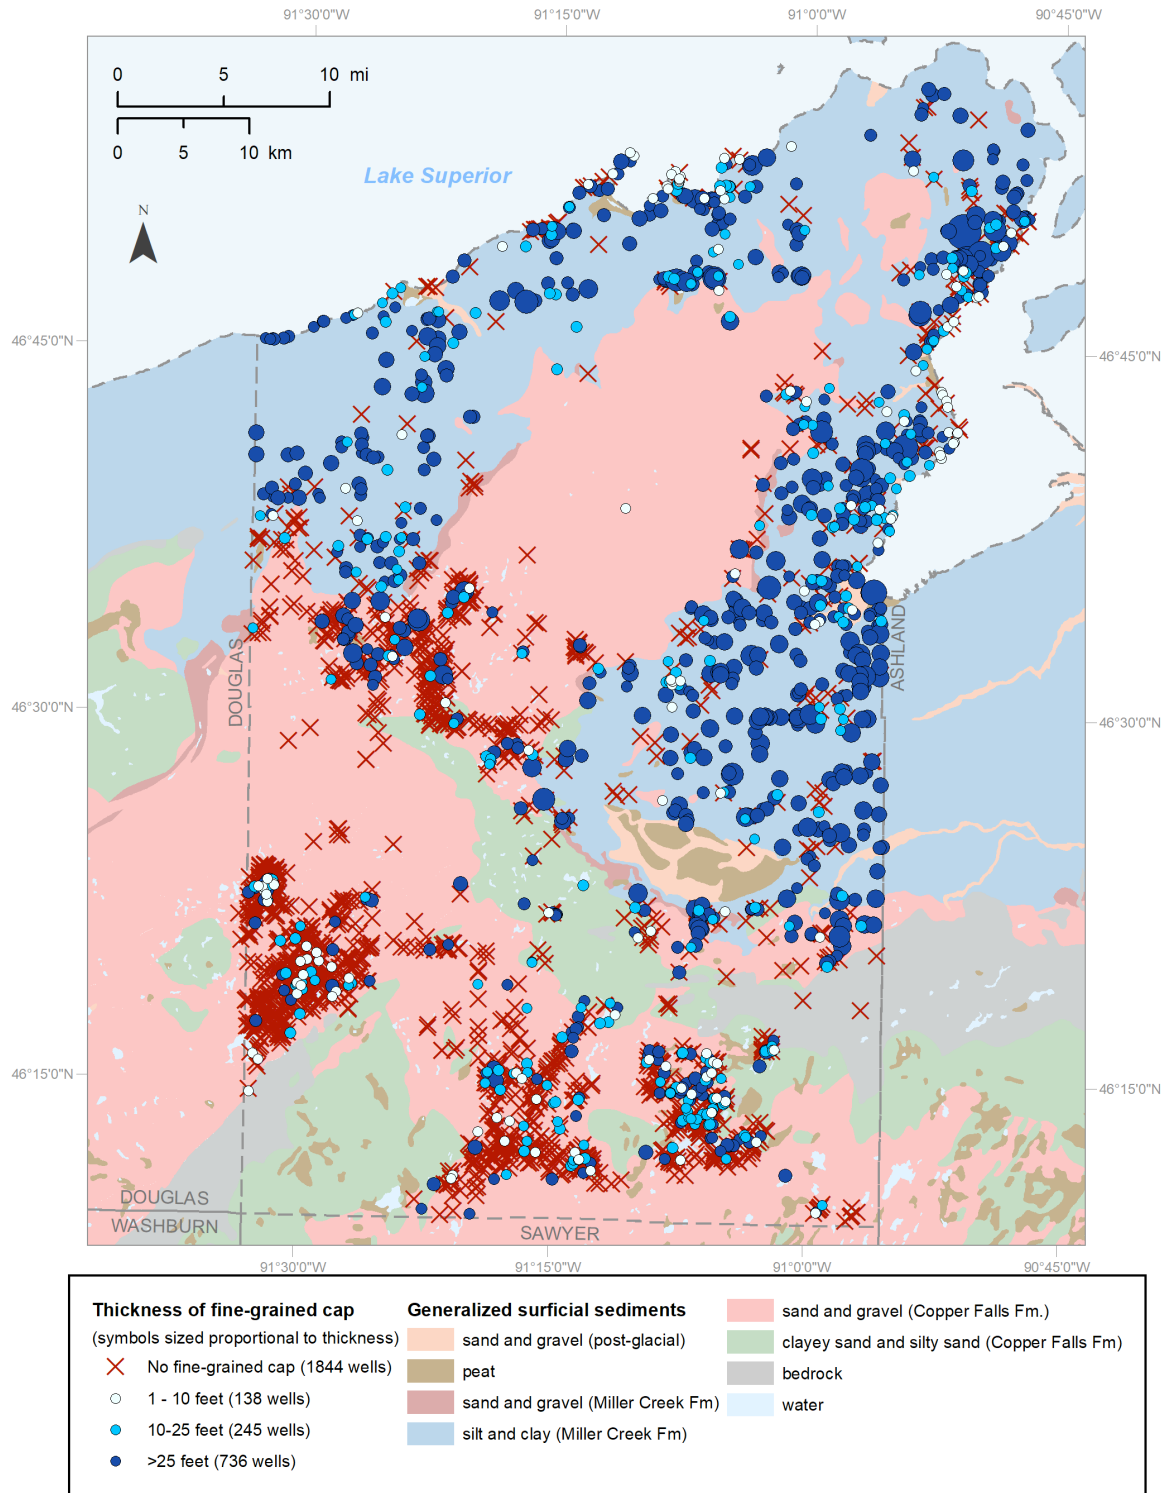 91°30'0"W 91°15'0"W 91°0'0"W 90°45'0"W
0 5 10 mi
0 5 10 km
Lake Superior
N
46°45'0"N 46°45'0"N
DOUGLAS
ASHLAND
46°30'0"N 46°30'0"N
46°15'0"N 46°15'0"N
DOUGLAS
WASHBURN
SAWYER
91°30'0"W 91°15'0"W 91°0'0"W 90°45'0"W
Thickness of fine-grained cap
(symbols sized proportional to thickness)
No fine-grained cap (1844 wells)
1 - 10 feet (138 wells)
10-25 feet (245 wells)
>25 feet (736 wells)
Generalized surficial sediments
sand and gravel (post-glacial)
peat
sand and gravel (Miller Creek Fm)
silt and clay (Miller Creek Fm)
sand and gravel (Copper Falls Fm.)
clayey sand and silty sand (Copper Falls Fm)
bedrock
water